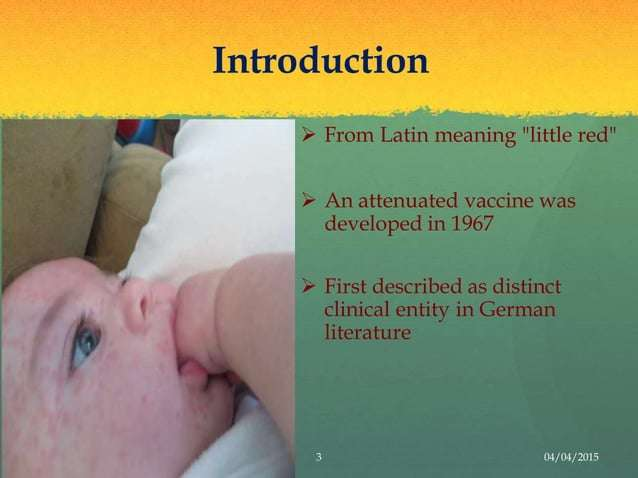 Introduction
➢ From Latin meaning "little red"
➢ An attenuated vaccine was
developed in 1967
➢ First described as distinct
clinical entity in German
literature
3
04/04/2015